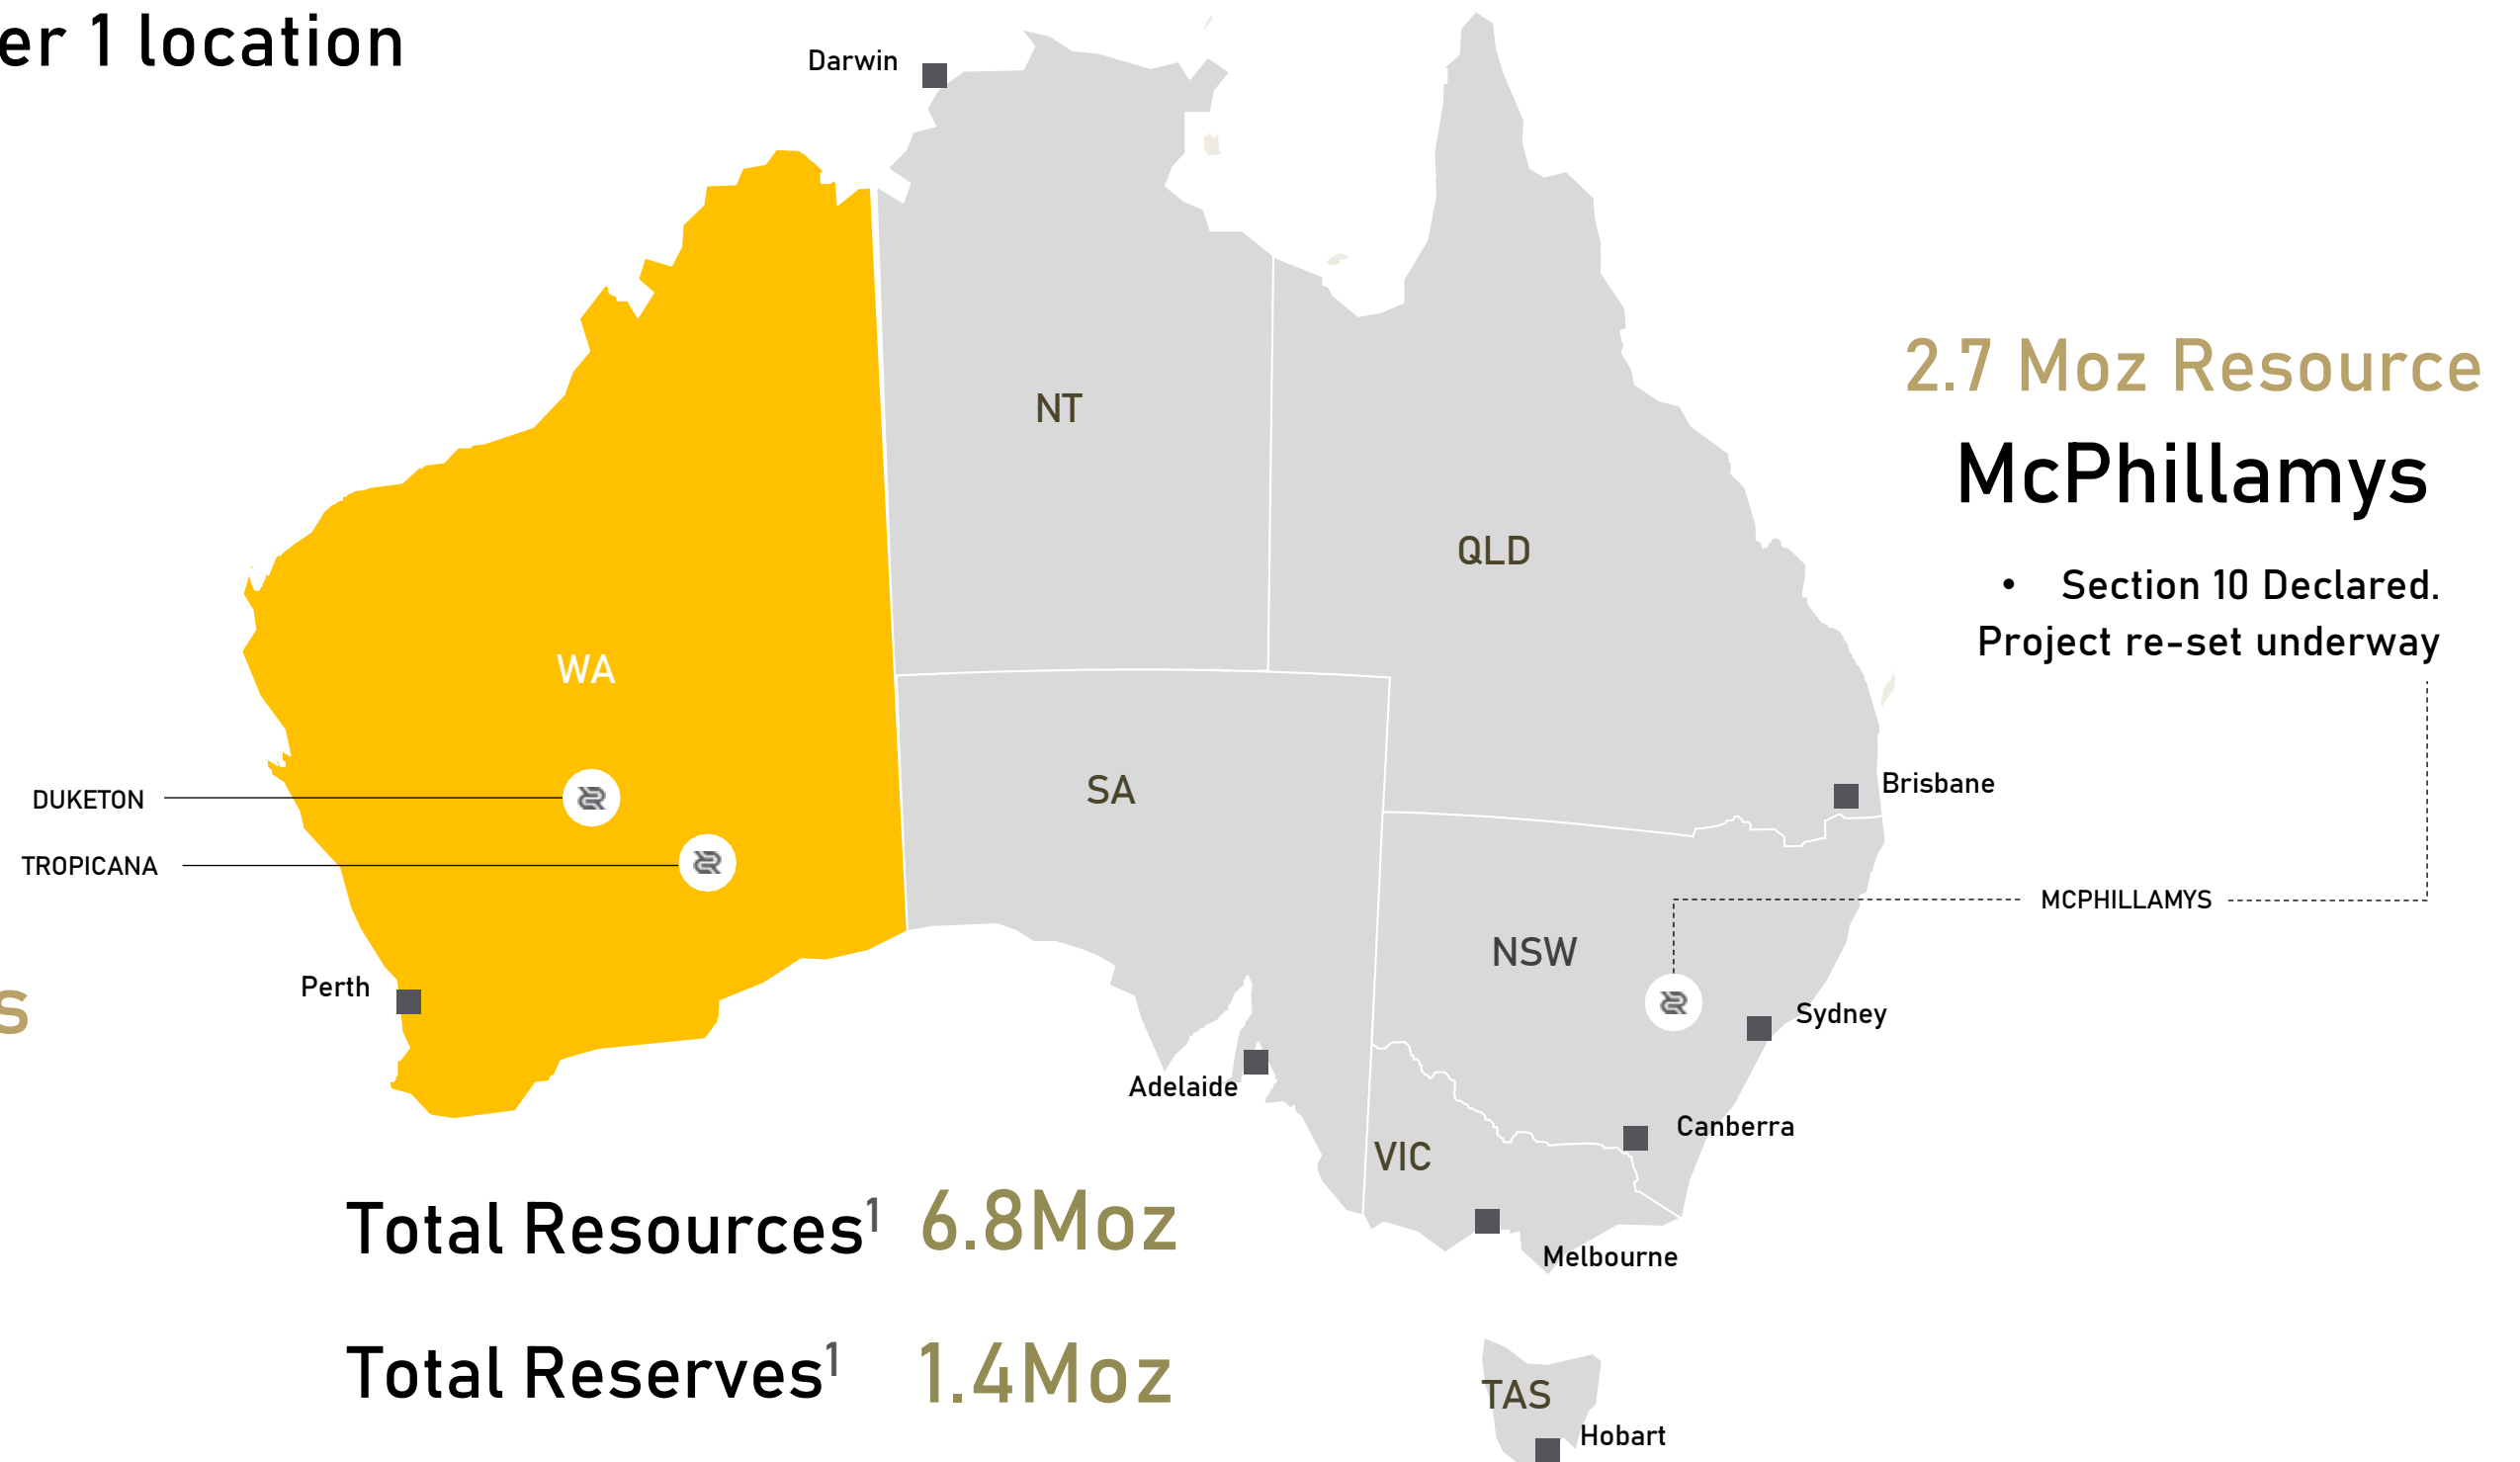 er 1 location
Darwin
NT
QLD
2.7 Moz Resource
McPhillamys
• Section 10 Declared.
Project re-set underway
WA
SA
DUKETON
TROPICANA
Brisbane
MCPHILLAMYS
NSW
Perth
s
Sydney
Adelaide
Canberra
VIC
Total Resources¹ 6.8Moz
Melbourne
Total Reserves¹ 1.4Moz
TAS
Hobart